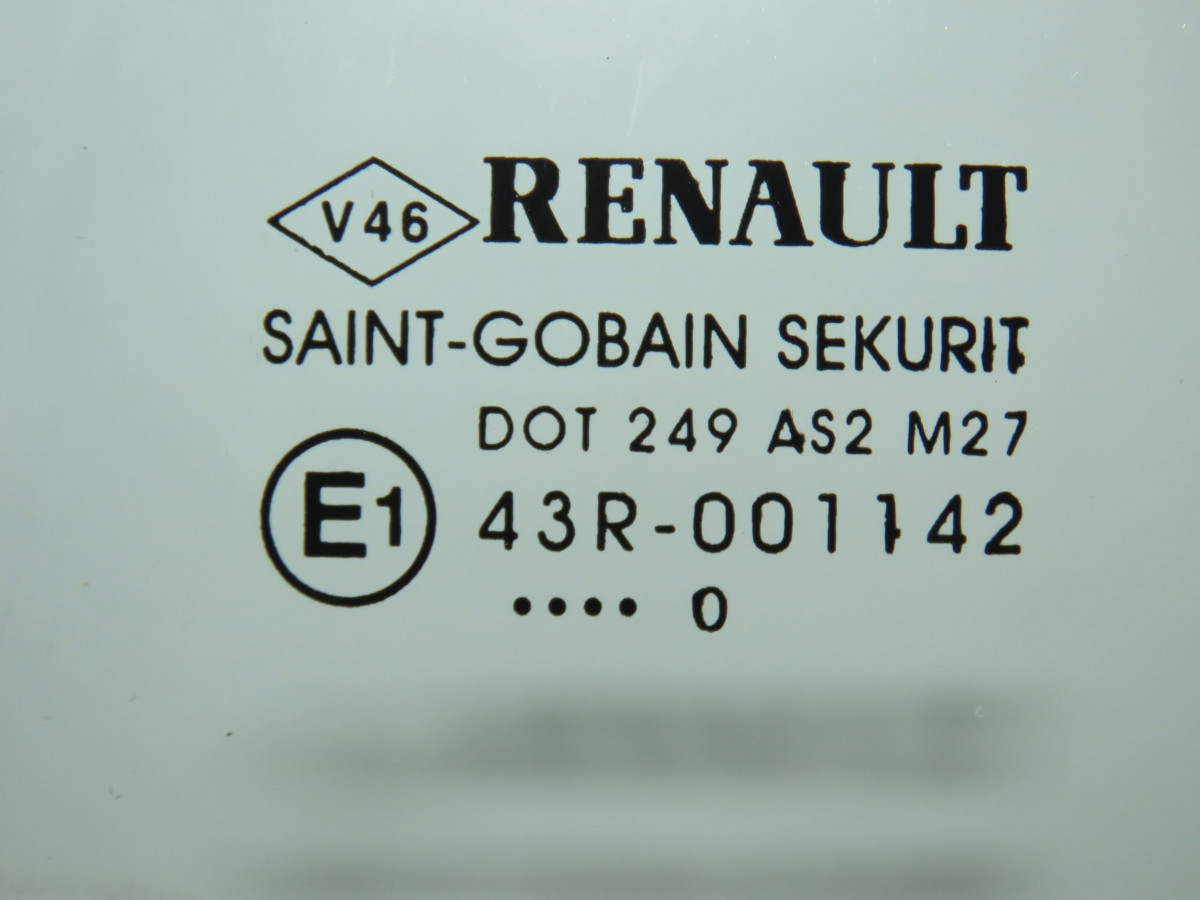 V46 RENAULT
SAINT-GOBAIN SEKURIT
DOT 249 AS2 M27
E1 43R-001142
•••• 0